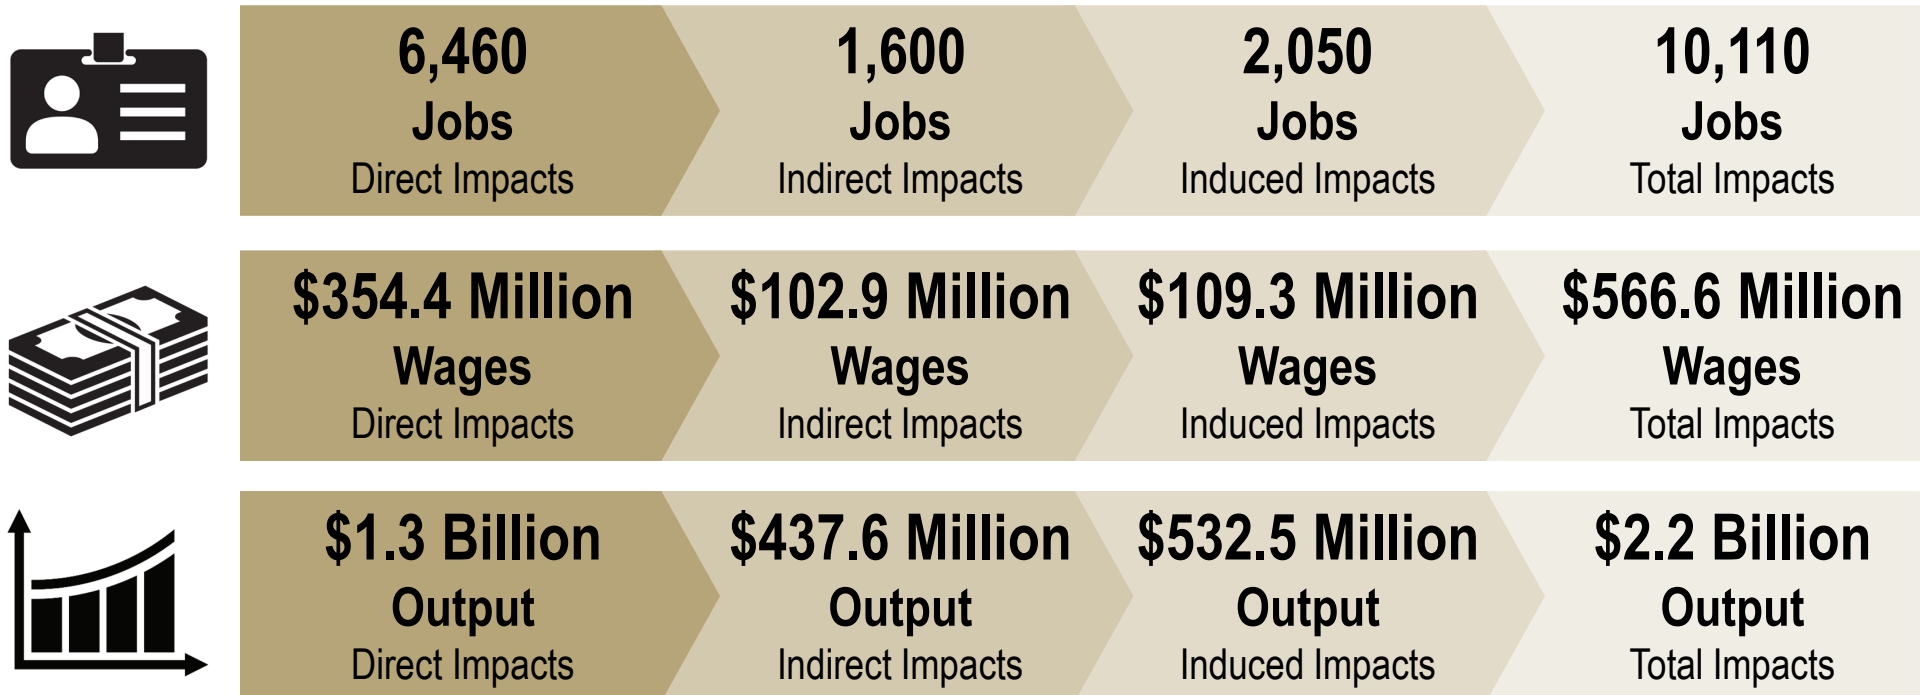 6,460
Jobs
Direct Impacts
1,600
Jobs
Indirect Impacts
2,050
Jobs
Induced Impacts
10,110
Jobs
Total Impacts
$354.4 Million
Wages
Direct Impacts
$102.9 Million
Wages
Indirect Impacts
$109.3 Million
Wages
Induced Impacts
$566.6 Million
Wages
Total Impacts
$1.3 Billion
Output
Direct Impacts
$437.6 Million
Output
Indirect Impacts
$532.5 Million
Output
Induced Impacts
$2.2 Billion
Output
Total Impacts